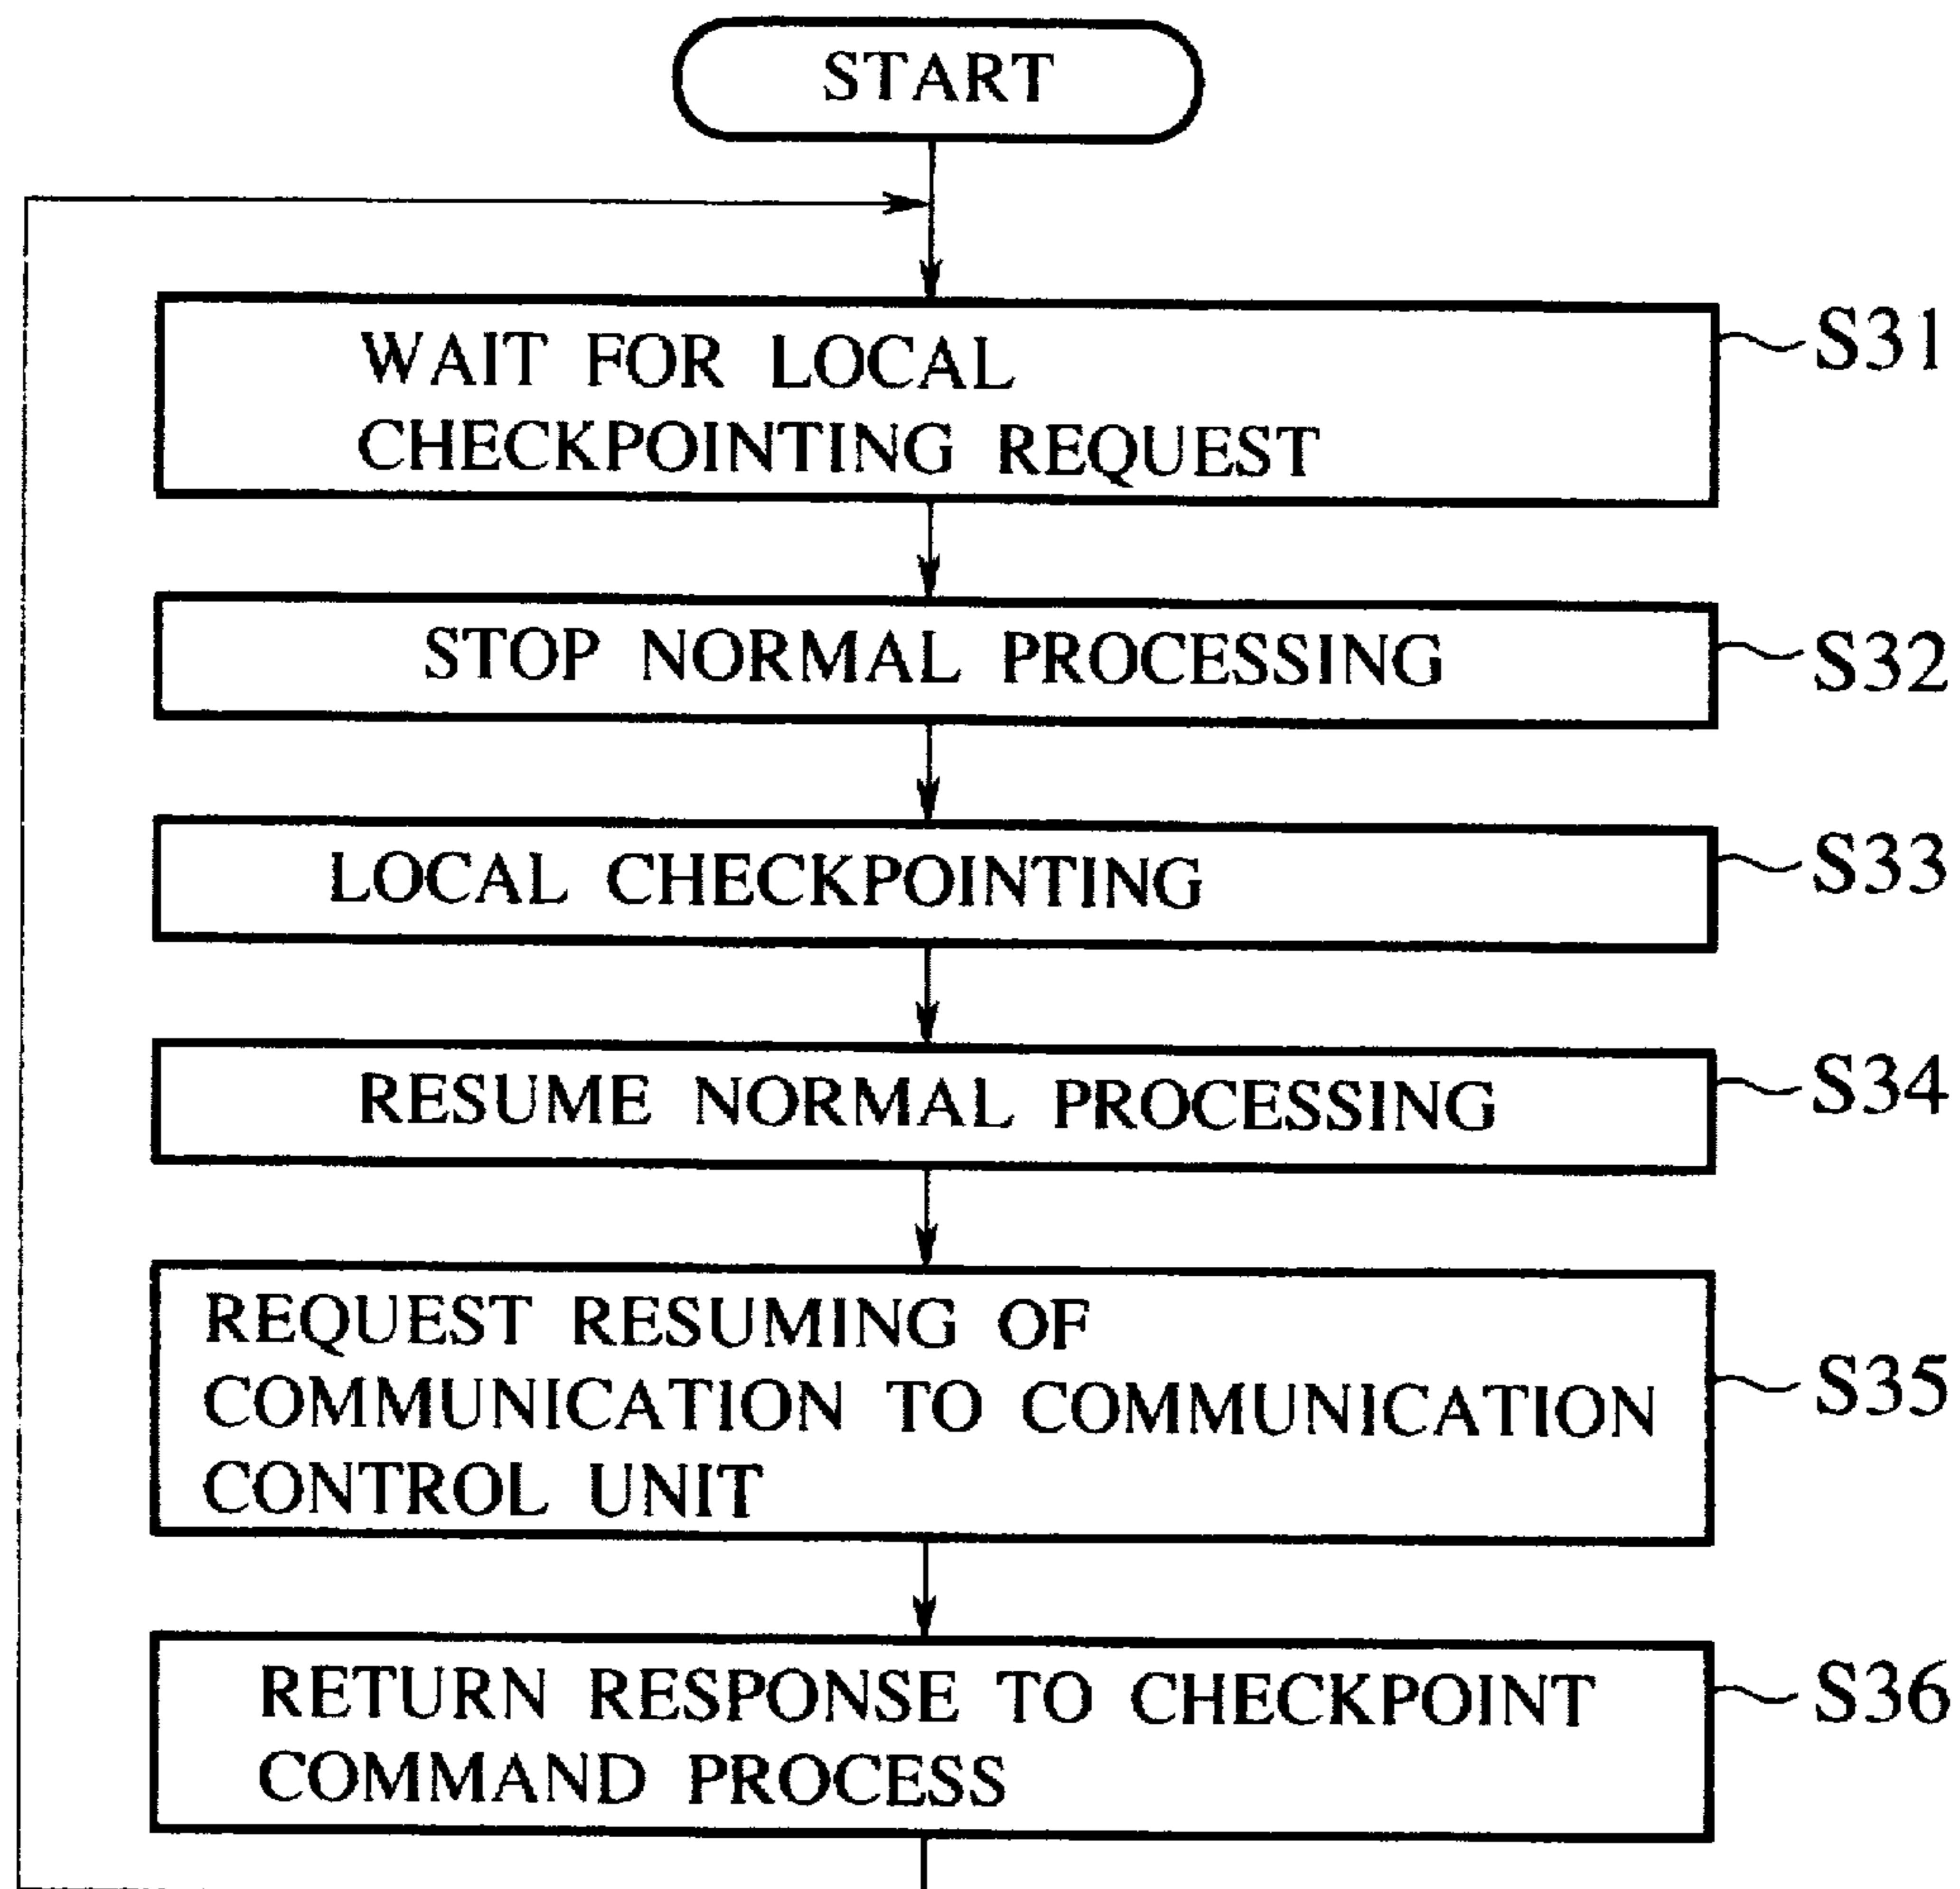 START
WAIT FOR LOCAL
CHECKPOINTING REQUEST
S31
STOP NORMAL PROCESSING
S32
LOCAL CHECKPOINTING
S33
RESUME NORMAL PROCESSING
S34
REQUEST RESUMING OF
COMMUNICATION TO COMMUNICATION
CONTROL UNIT
S35
RETURN RESPONSE TO CHECKPOINT
COMMAND PROCESS
S36